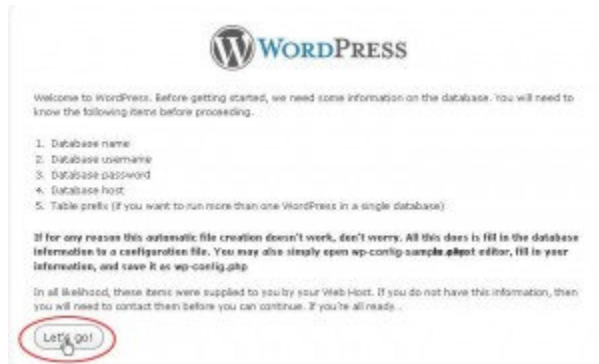 WORDPRESS
Welcome to WordPress. Before getting started, we need some information on the database. You will need to
know the following items before proceeding.
1. Database name
2. Database username
3. Database password
4. Database host
5. Table prefix (if you want to run more than one WordPress in a single database)
If for any reason this automatic file creation doesn't work, don't worry. All this does is fill in the database
information to a configuration file. You may also simply open wp-config-sample.php editor, fill in your
information, and save it as wp-config.php
In all likelihood, these items were supplied to you by your Web Host. If you do not have this information, then
you will need to contact them before you can continue. If you're all ready...
Let's go!